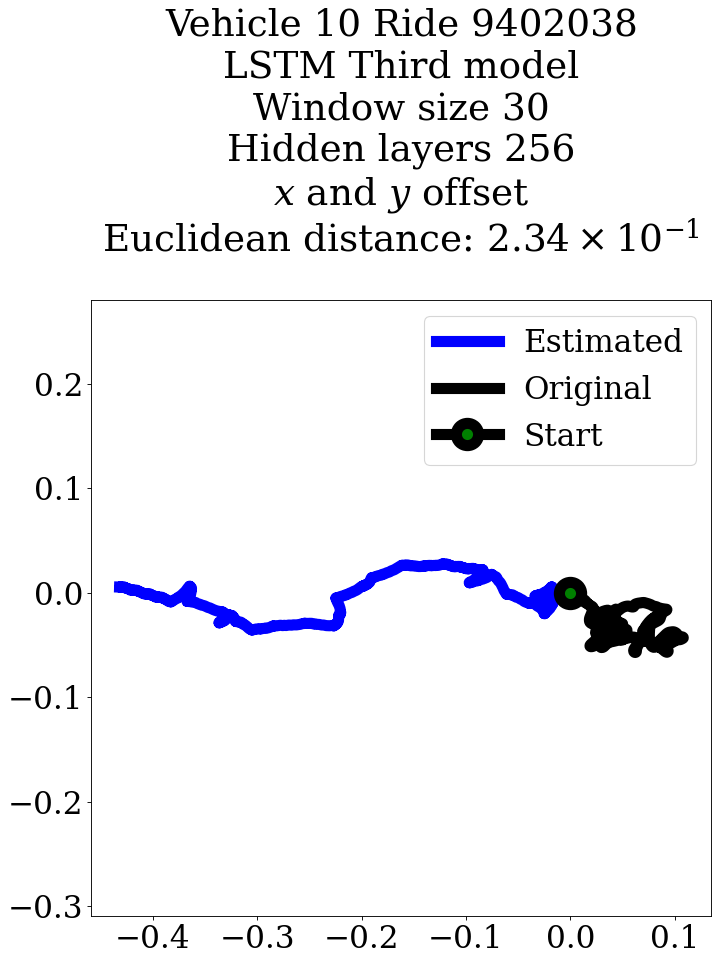 Vehicle 10 Ride 9402038
LSTM Third model
Window size 30
Hidden layers 256
x and y offset
Euclidean distance: 2.34 × 10⁻¹
Estimated
Original
Start
0.2
0.1
0.0
−0.1
−0.2
−0.3
−0.4 −0.3 −0.2 −0.1 0.0 0.1